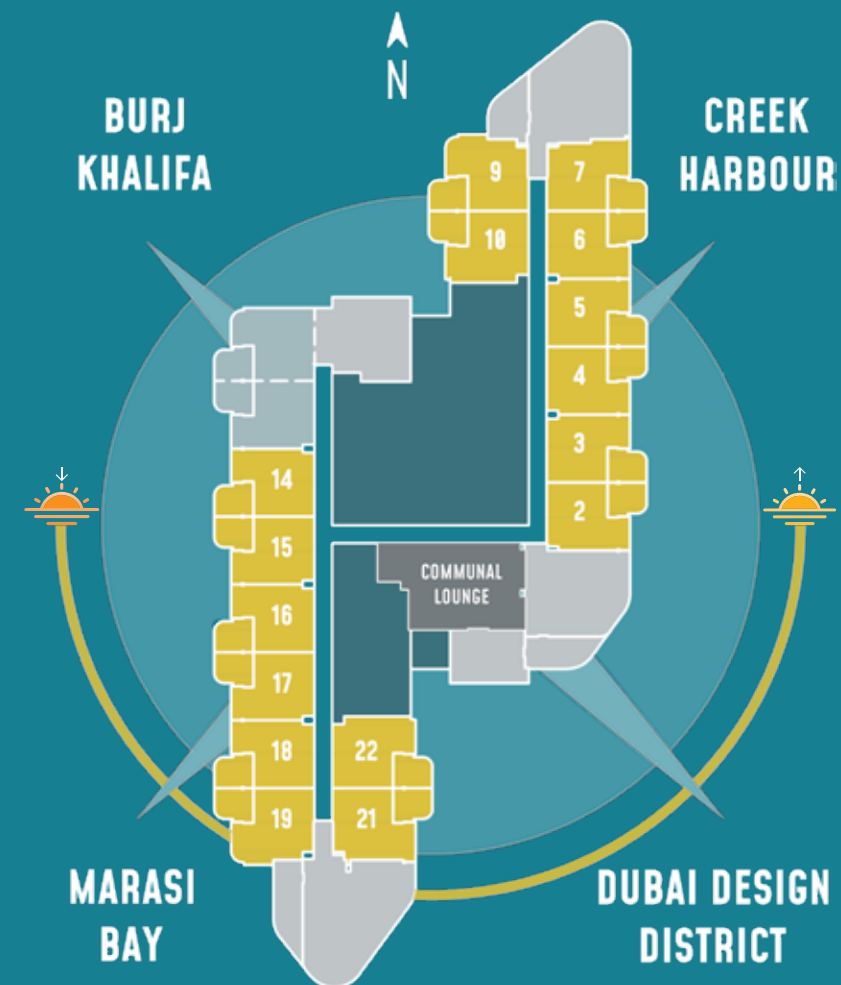 N
BURJ
KHALIFA
CREEK
HARBOUR
9
7
10
6
5
4
3
2
14
15
16
17
18
19
COMMUNAL
LOUNGE
22
21
MARASI
BAY
DUBAI DESIGN
DISTRICT